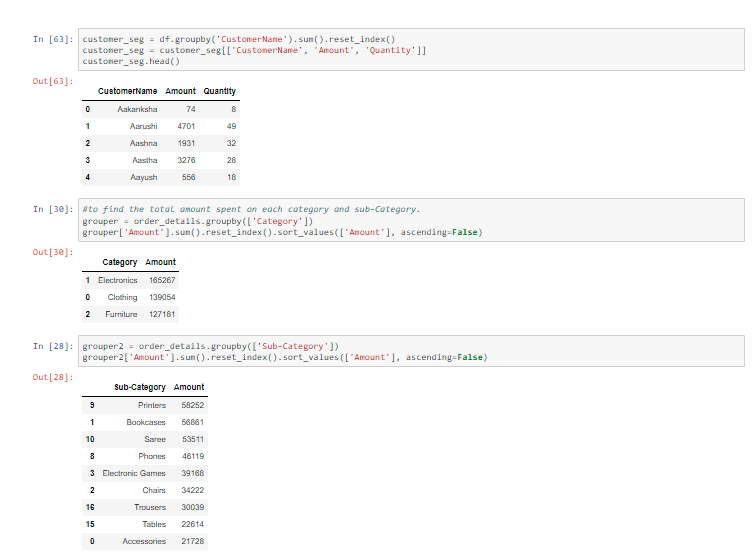 In [63]: customer_seg = df.groupby('CustomerName').sum().reset_index()
customer_seg = customer_seg[['CustomerName', 'Amount', 'Quantity']]
customer_seg.head()
Out[63]:
CustomerName Amount Quantity
0 Aakanksha 74 8
1 Aarushi 4701 49
2 Aashna 1931 32
3 Aastha 3276 28
4 Aayush 556 18
In [30]: #to find the total amount spent on each category and sub-Category.
grouper = order_details.groupby(['Category'])
grouper['Amount'].sum().reset_index().sort_values(['Amount'], ascending=False)
Out[30]:
Category Amount
1 Electronics 165267
0 Clothing 139054
2 Furniture 127181
In [28]: grouper2 = order_details.groupby(['Sub-Category'])
grouper2['Amount'].sum().reset_index().sort_values(['Amount'], ascending=False)
Out[28]:
Sub-Category Amount
9 Printers 58252
1 Bookcases 56861
10 Saree 53511
8 Phones 46119
3 Electronic Games 39168
2 Chairs 34222
16 Trousers 30039
15 Tables 22614
0 Accessories 21728